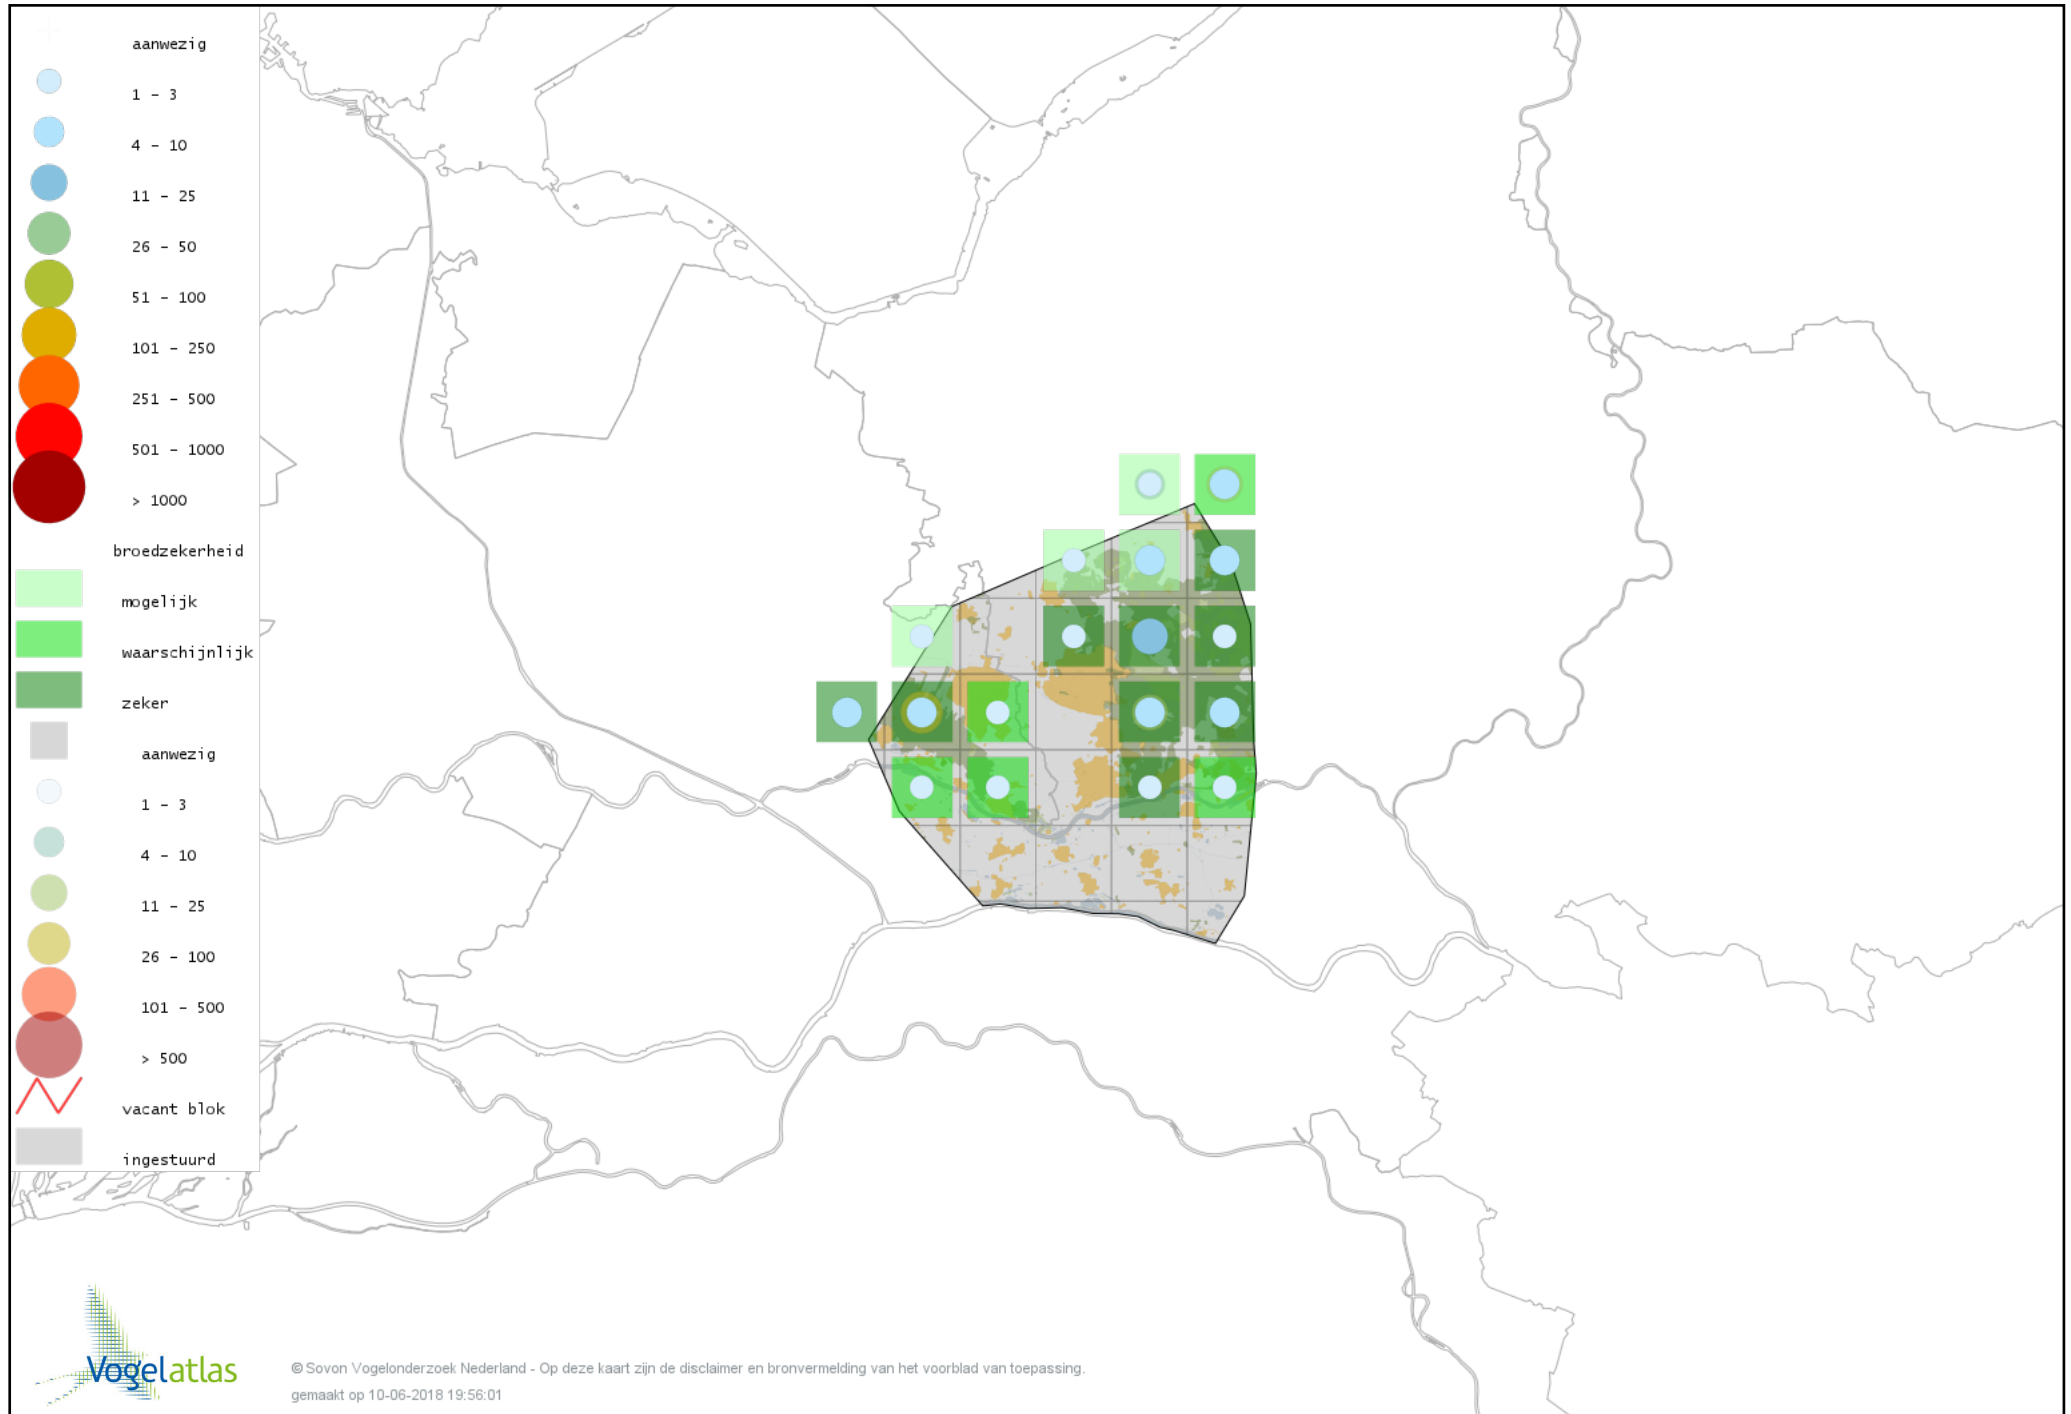 aanwezig
1 - 3
4 - 10
11 - 25
26 - 50
51 - 100
101 - 250
251 - 500
501 - 1000
> 1000
broedzekerheid
mogelijk
waarschijnlijk
zeker
aanwezig
1 - 3
4 - 10
11 - 25
26 - 100
101 - 500
> 500
vacant blok
ingestuurd
Vogelatlas
© Sovon Vogelonderzoek Nederland - Op deze kaart zijn de disclaimer en bronvermelding van het voorblad van toepassing.
gemaakt op 10-06-2018 19:56:01